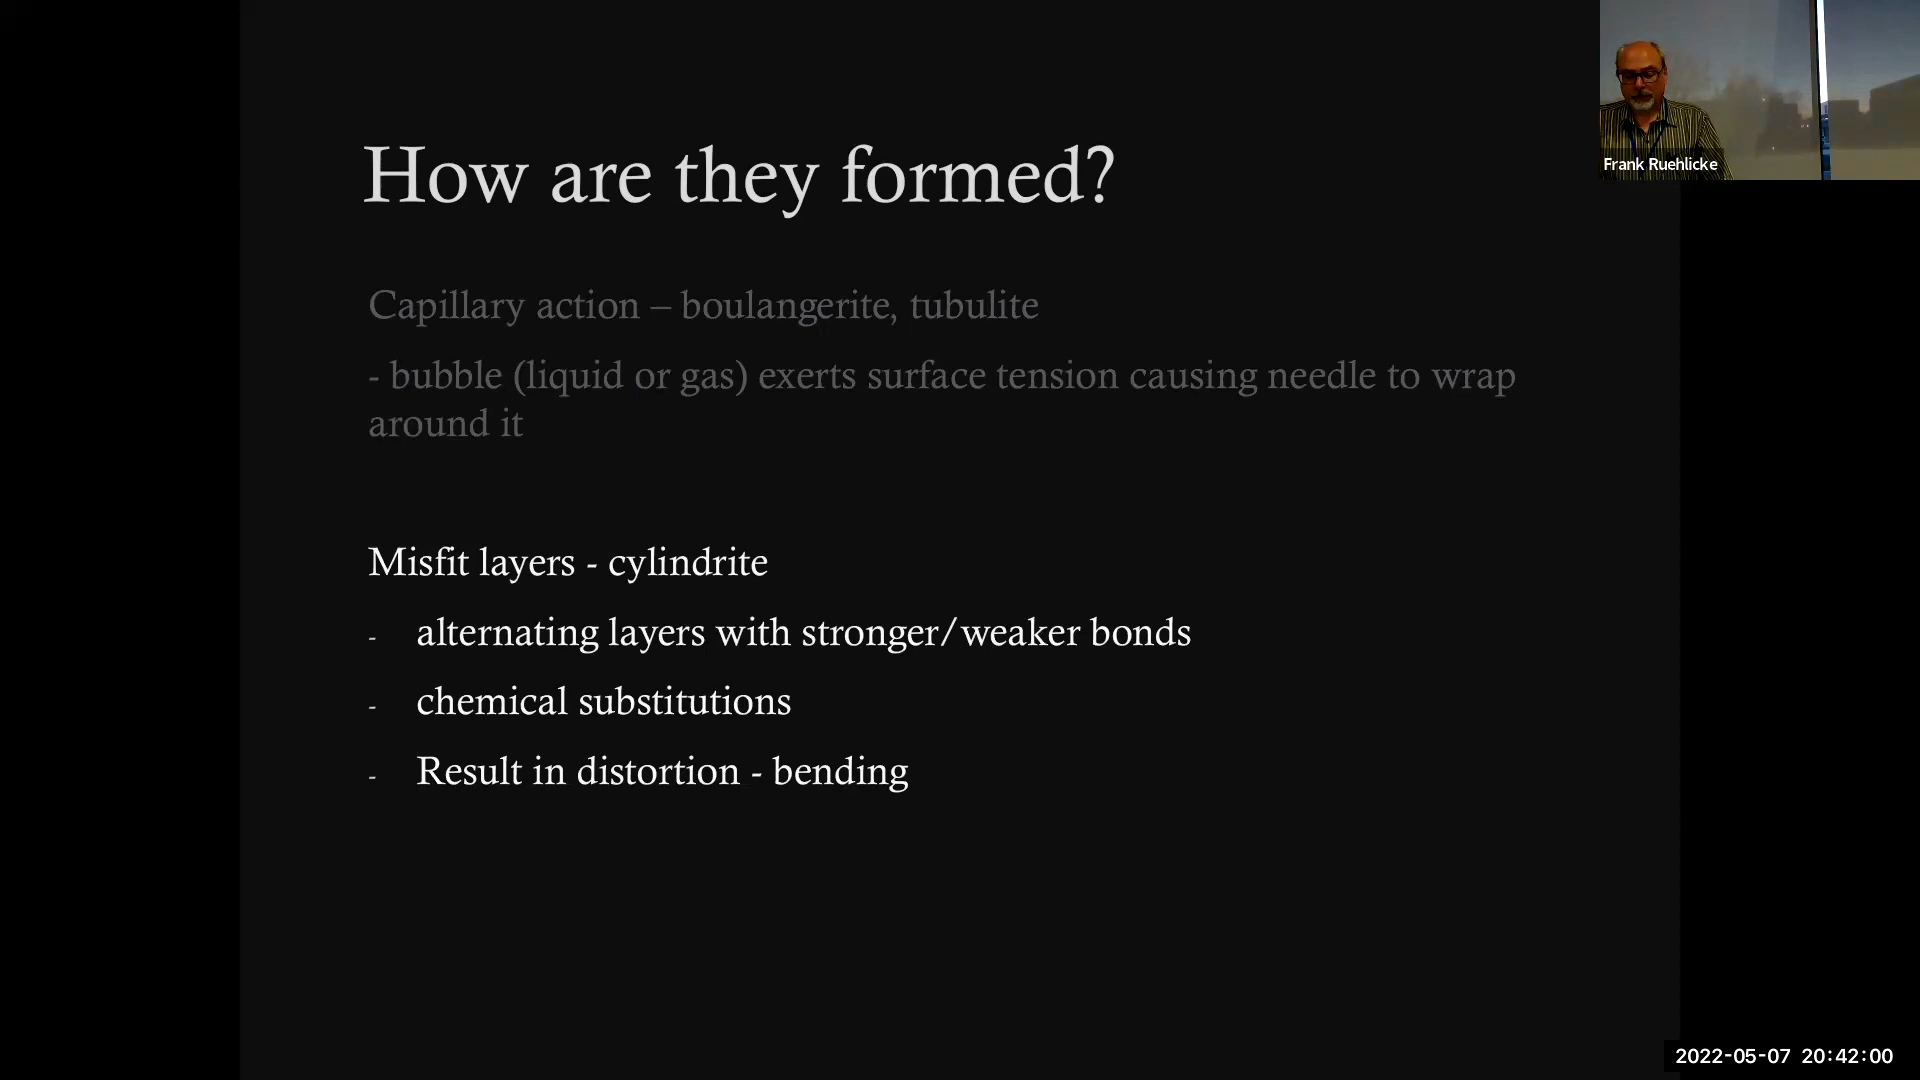 Frank Ruehlicke
How are they formed?
Capillary action – boulangerite, tubulite
- bubble (liquid or gas) exerts surface tension causing needle to wrap
around it
Misfit layers - cylindrite
- alternating layers with stronger/weaker bonds
- chemical substitutions
- Result in distortion - bending
2022-05-07 20:42:00